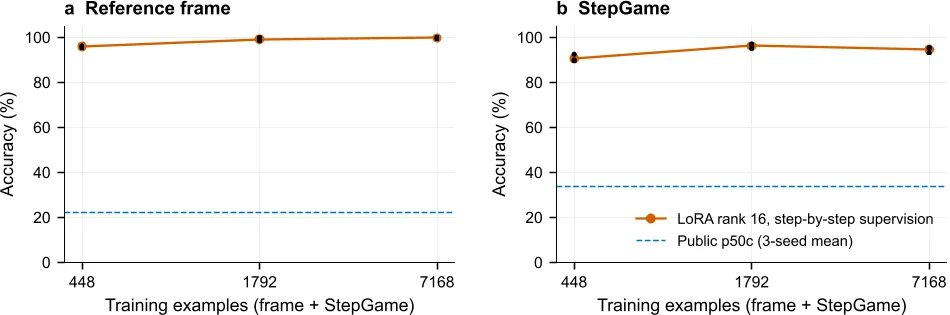 a Reference frame
Accuracy (%)
100
80
60
40
20
0
448
1792
7168
Training examples (frame + StepGame)
b StepGame
Accuracy (%)
100
80
60
40
20
0
LoRA rank 16, step-by-step supervision
Public p50c (3-seed mean)
448
1792
7168
Training examples (frame + StepGame)